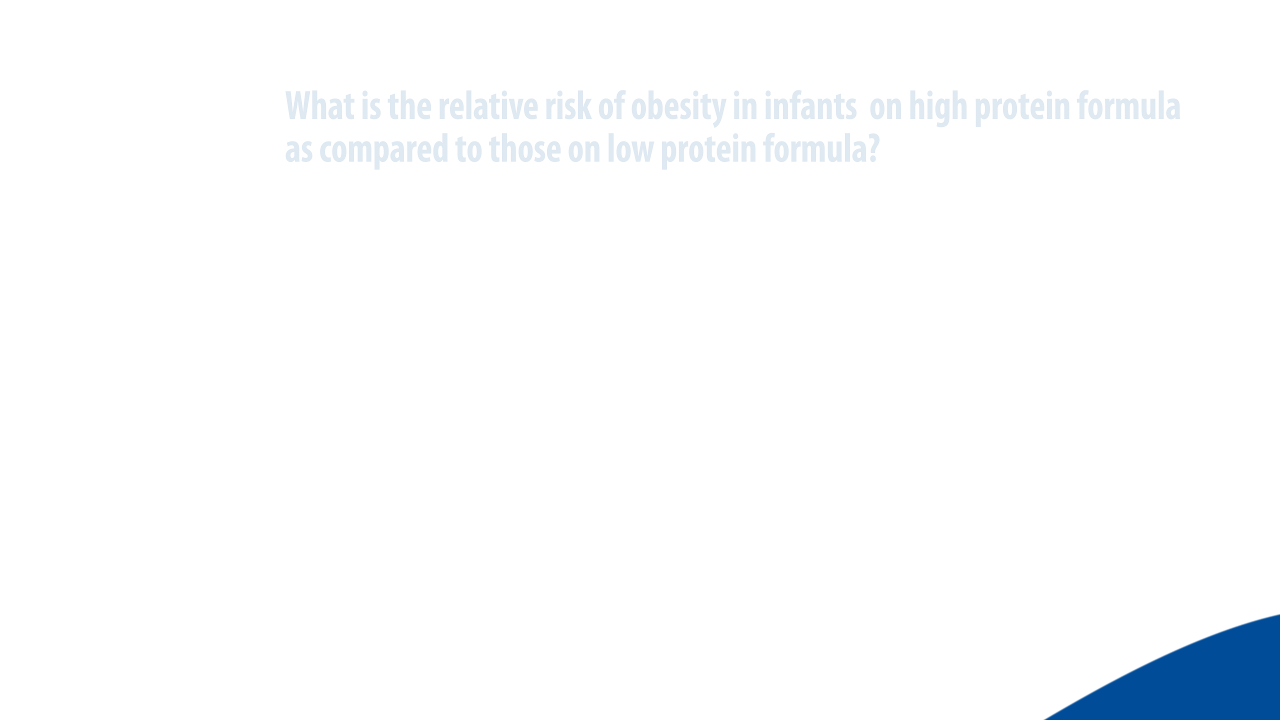 What is the relative risk of obesity in infants  on high protein formula
as compared to those on low protein formula?